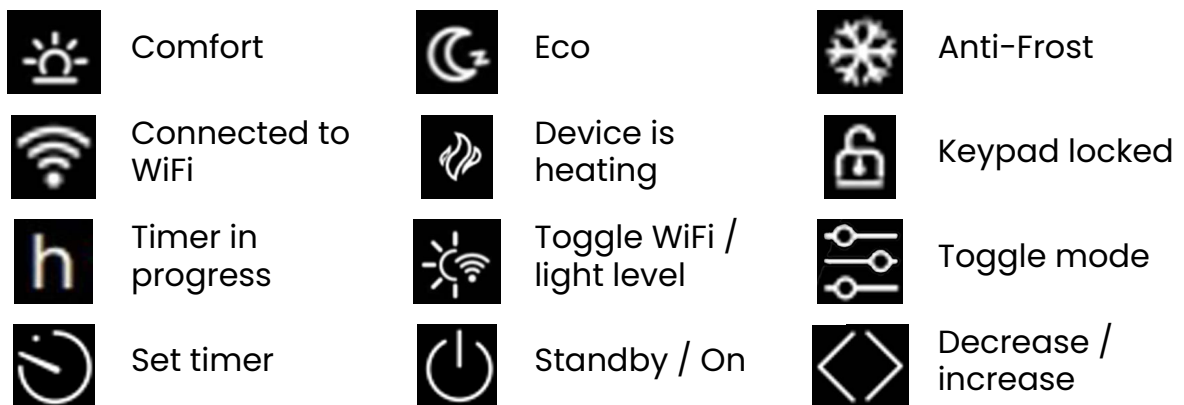 Comfort
Eco
Anti-Frost
Connected to
WiFi
Device is
heating
Keypad locked
h
Timer in
progress
Toggle WiFi /
light level
Toggle mode
Set timer
Standby / On
Decrease /
increase